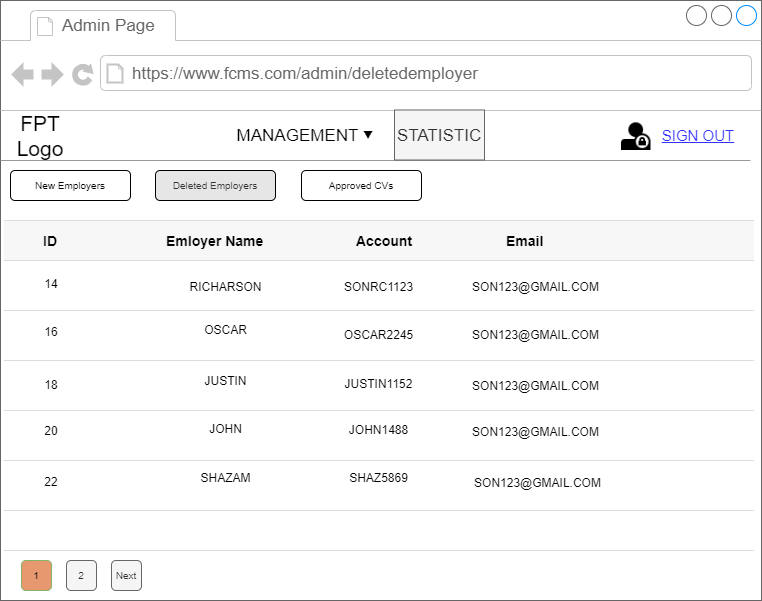 Admin Page
https://www.fcms.com/admin/deletedemployer
FPT
Logo
MANAGEMENT ▼ STATISTIC SIGN OUT
New Employers Deleted Employers Approved CVs
ID Emloyer Name Account Email
14 RICHARSON SONRC1123 SON123@GMAIL.COM
16 OSCAR OSCAR2245 SON123@GMAIL.COM
18 JUSTIN JUSTIN1152 SON123@GMAIL.COM
20 JOHN JOHN1488 SON123@GMAIL.COM
22 SHAZAM SHAZ5869 SON123@GMAIL.COM
1 2 Next